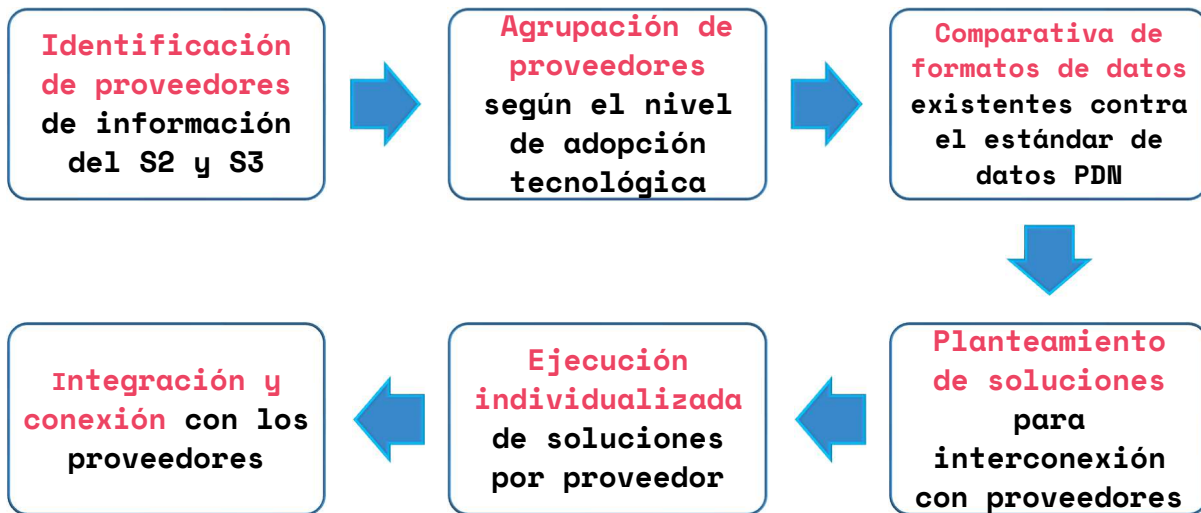 Identificación
de proveedores
de información
del S2 y S3
Agrupación de
proveedores
según el nivel
de adopción
tecnológica
Comparativa de
formatos de datos
existentes contra
el estándar de
datos PDN
Planteamiento
de soluciones
para
interconexión
con proveedores
Ejecución
individualizada
de soluciones
por proveedor
Integración y
conexión con los
proveedores